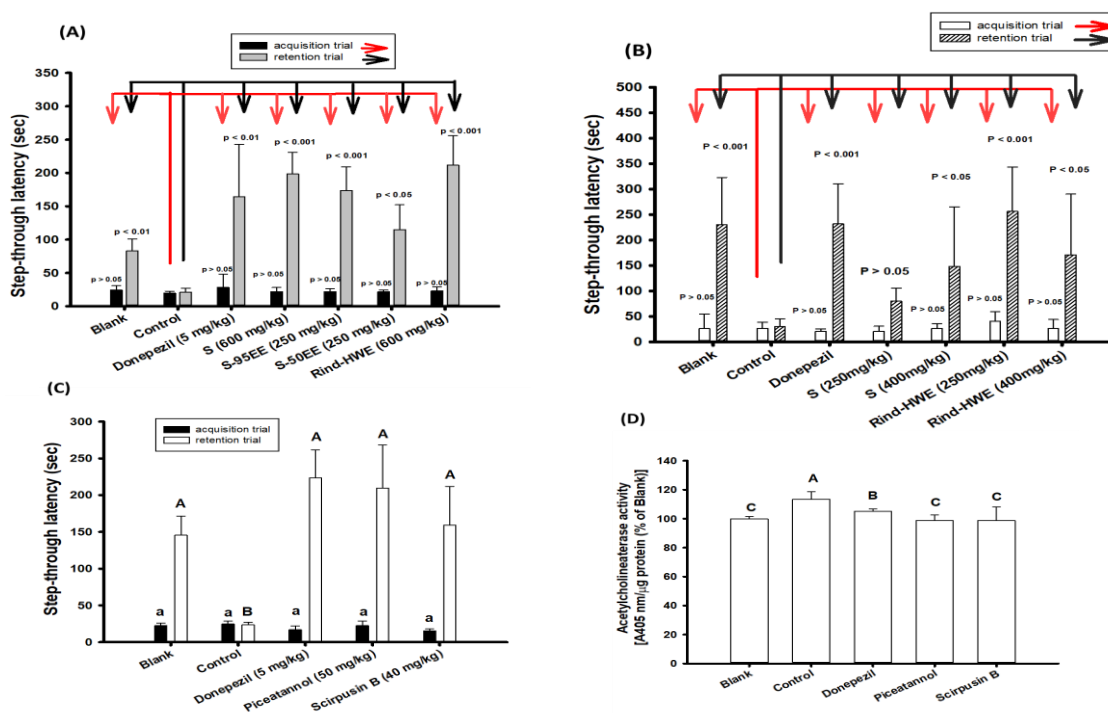 (A)
acquisition trial
retention trial
Step-through latency (sec)
350
300
250
200
150
100
50
0
p < 0.01
p > 0.05
p < 0.01
p > 0.05
p < 0.001
p > 0.05
p < 0.001
p > 0.05
p < 0.05
p > 0.05
p < 0.001
p > 0.05
Blank
Control
Donepezil (5 mg/kg)
S (600 mg/kg)
S-95EE (250 mg/kg)
S-50EE (250 mg/kg)
Rind-HWE (600 mg/kg)
(B)
acquisition trial
retention trial
Step-through latency (sec)
500
450
400
350
300
250
200
150
100
50
0
P < 0.001
P > 0.05
P < 0.001
P > 0.05
P > 0.05
P > 0.05
P < 0.05
P > 0.05
P < 0.001
P > 0.05
P < 0.05
P > 0.05
Blank
Control
Donepezil
S (250mg/kg)
S (400mg/kg)
Rind-HWE (250mg/kg)
Rind-HWE (400mg/kg)
(C)
acquisition trial
retention trial
Step-through latency (sec)
300
250
200
150
100
50
0
a
A
a
B
a
A
a
A
a
A
Blank
Control
Donepezil (5 mg/kg)
Piceatannol (50 mg/kg)
Scirpusin B (40 mg/kg)
(D)
Acetylcholineaterase activity
[A405 nm/μg protein (% of Blank)]
140
120
100
80
60
40
20
0
C
A
B
C
C
Blank
Control
Donepezil
Piceatannol
Scirpusin B